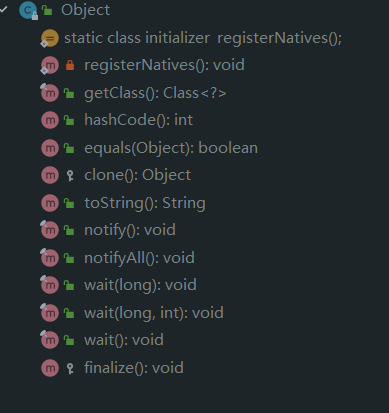 Object
static class initializer registerNatives();
registerNatives(): void
getClass(): Class<?>
hashCode(): int
equals(Object): boolean
clone(): Object
toString(): String
notify(): void
notifyAll(): void
wait(long): void
wait(long, int): void
wait(): void
finalize(): void